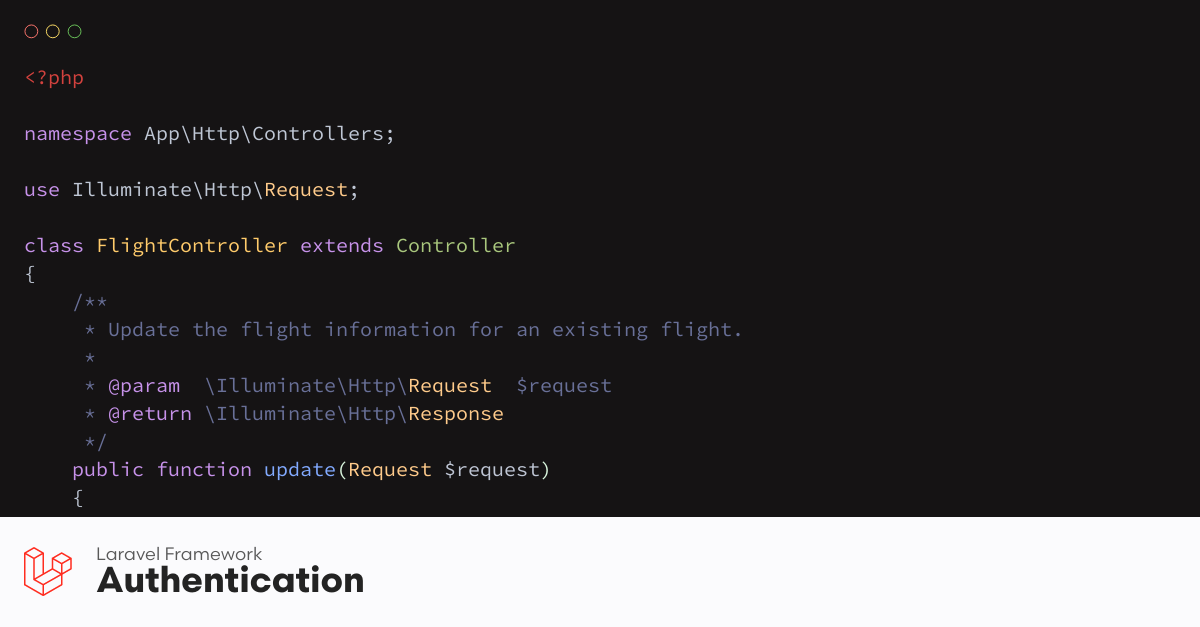 <?php
namespace App\Http\Controllers;
use Illuminate\Http\Request;
class FlightController extends Controller
{
/**
* Update the flight information for an existing flight.
*
* @param  \Illuminate\Http\Request  $request
* @return \Illuminate\Http\Response
*/
public function update(Request $request)
{
Laravel Framework
Authentication